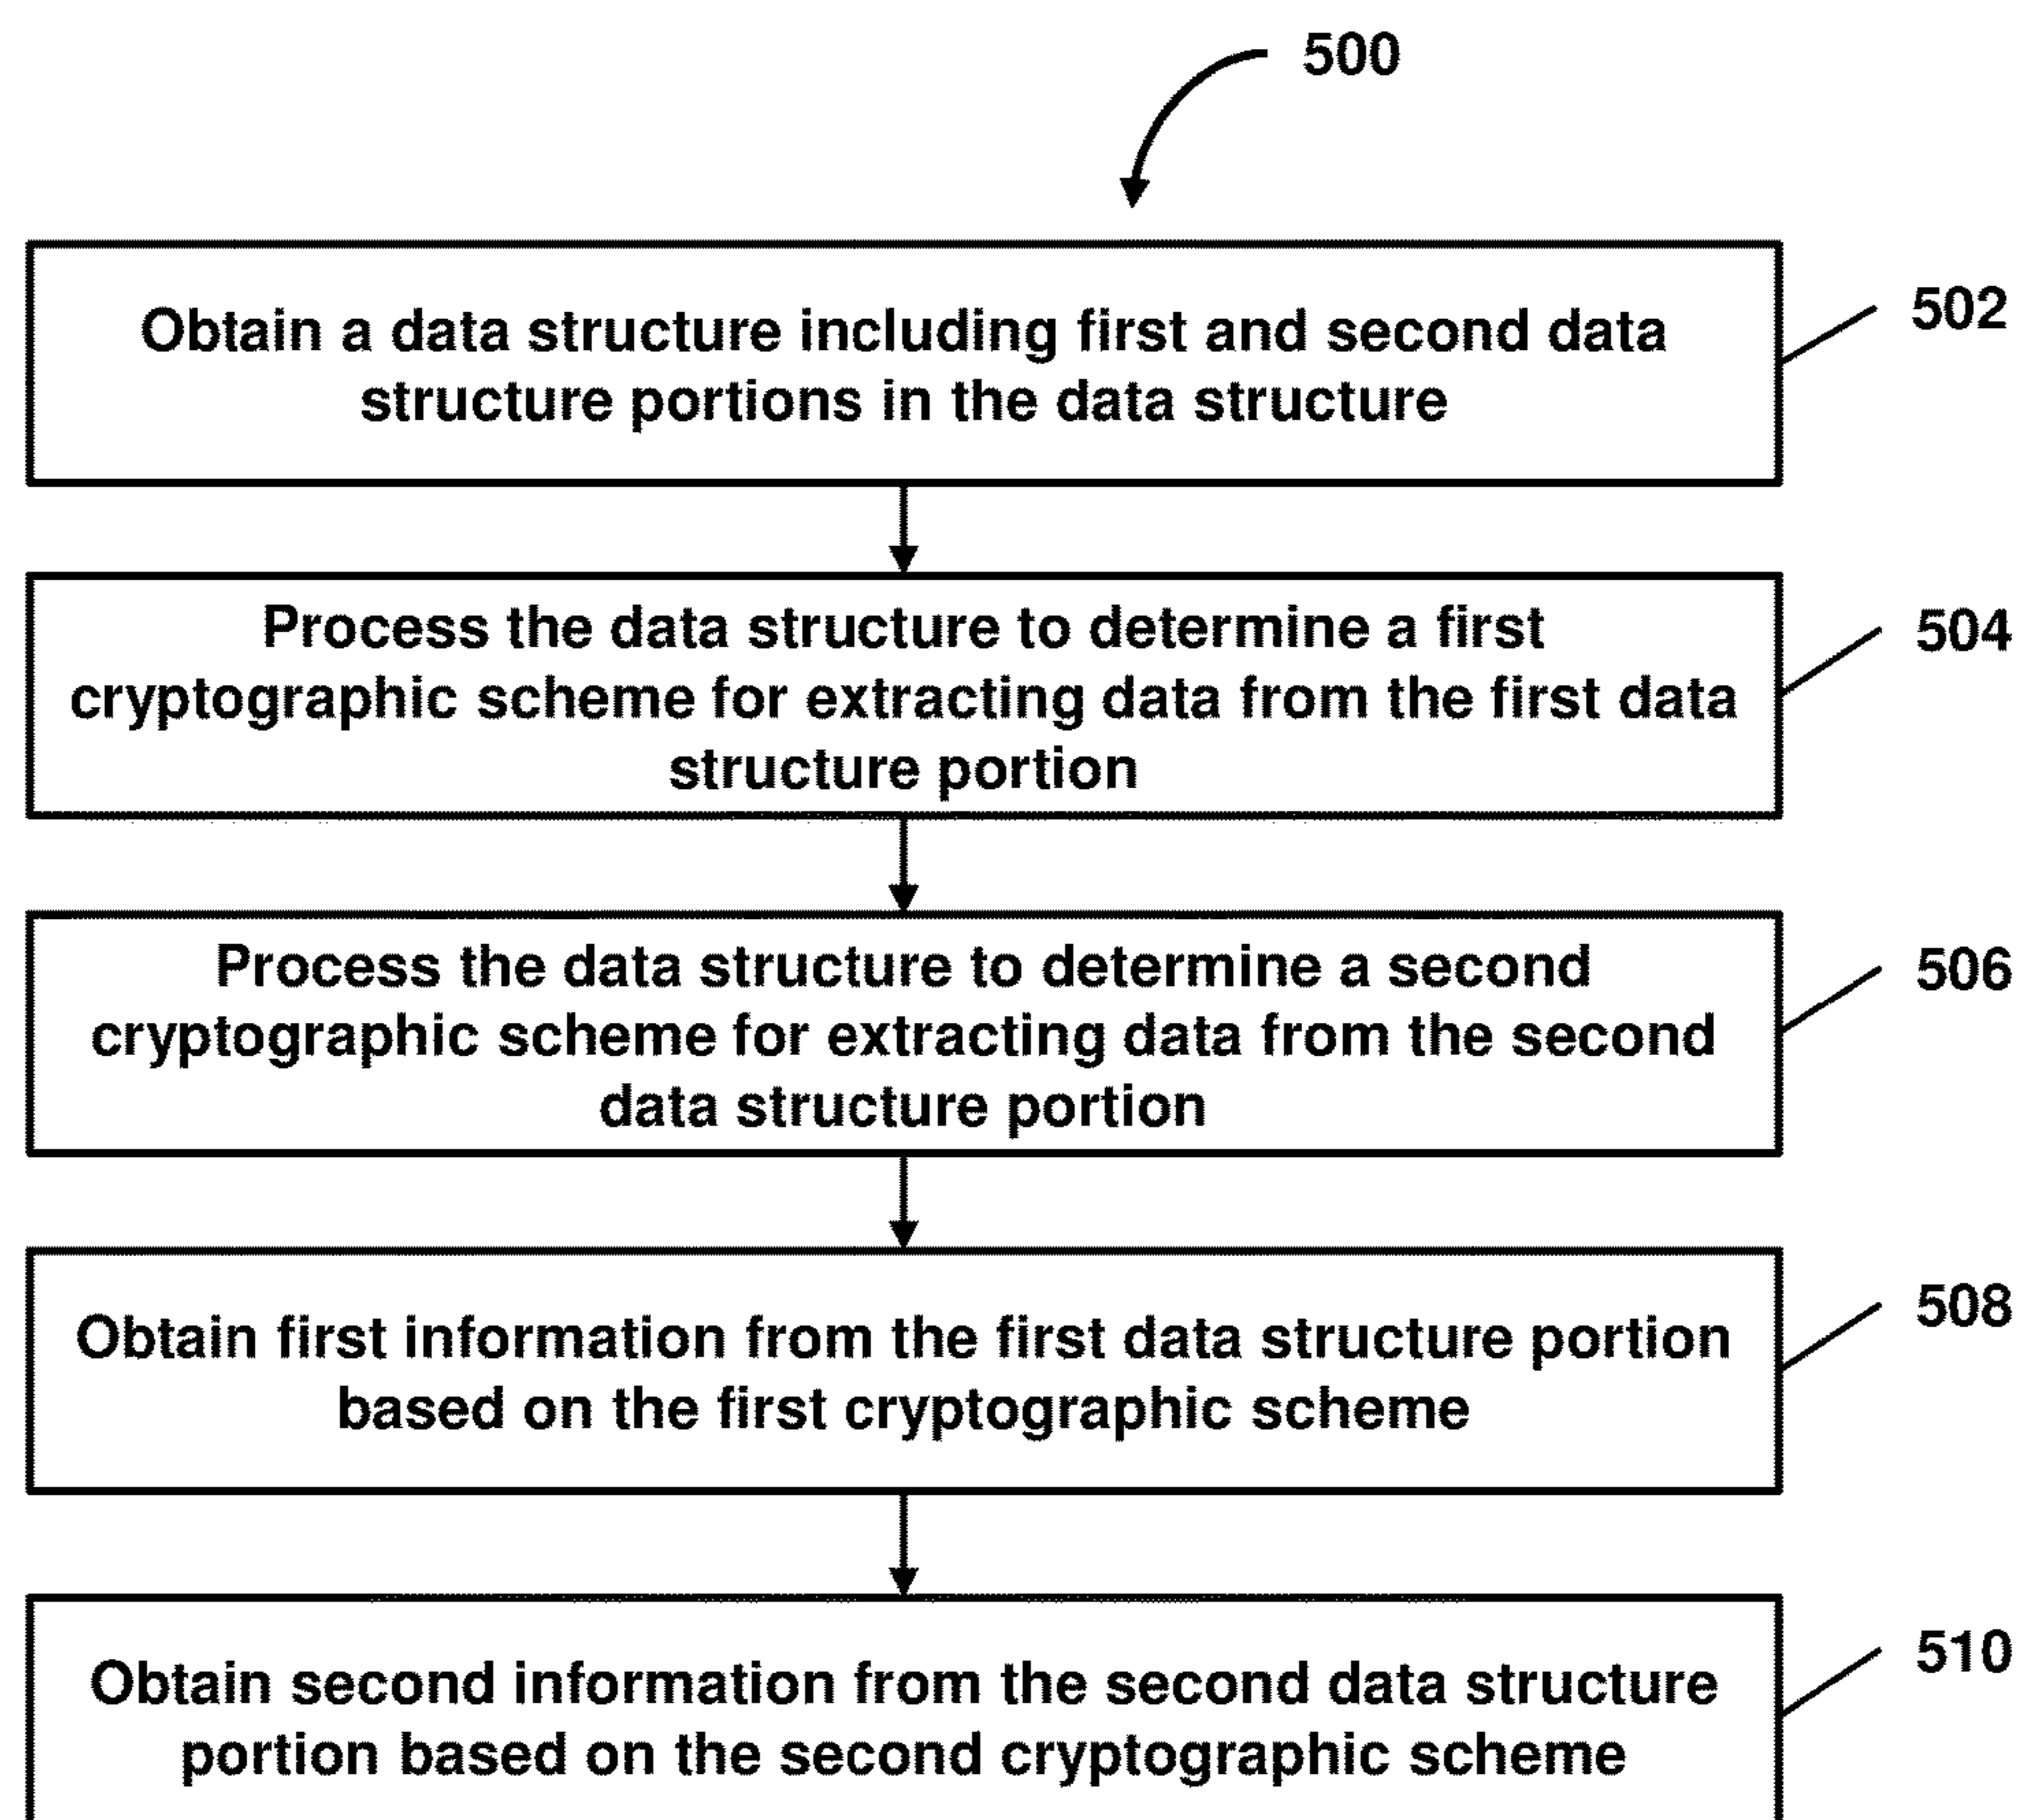 500
Obtain a data structure including first and second data
structure portions in the data structure
502
Process the data structure to determine a first
cryptographic scheme for extracting data from the first data
structure portion
504
Process the data structure to determine a second
cryptographic scheme for extracting data from the second
data structure portion
506
Obtain first information from the first data structure portion
based on the first cryptographic scheme
508
Obtain second information from the second data structure
portion based on the second cryptographic scheme
510